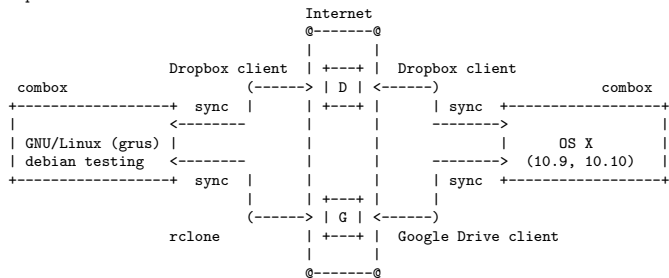 Internet
@-------@
| |
Dropbox client | +---+ | Dropbox client
combox (------> | D | <------) combox
+------------------+ sync | | +---+ | | sync +------------------+
| <-------- | | --------> |
| GNU/Linux (grus) | | | | OS X |
| debian testing <-------- | | --------> (10.9, 10.10) |
+------------------+ sync | | | | sync +------------------+
| | +---+ | |
(------> | G | <------)
rclone | +---+ | Google Drive client
| |
@-------@